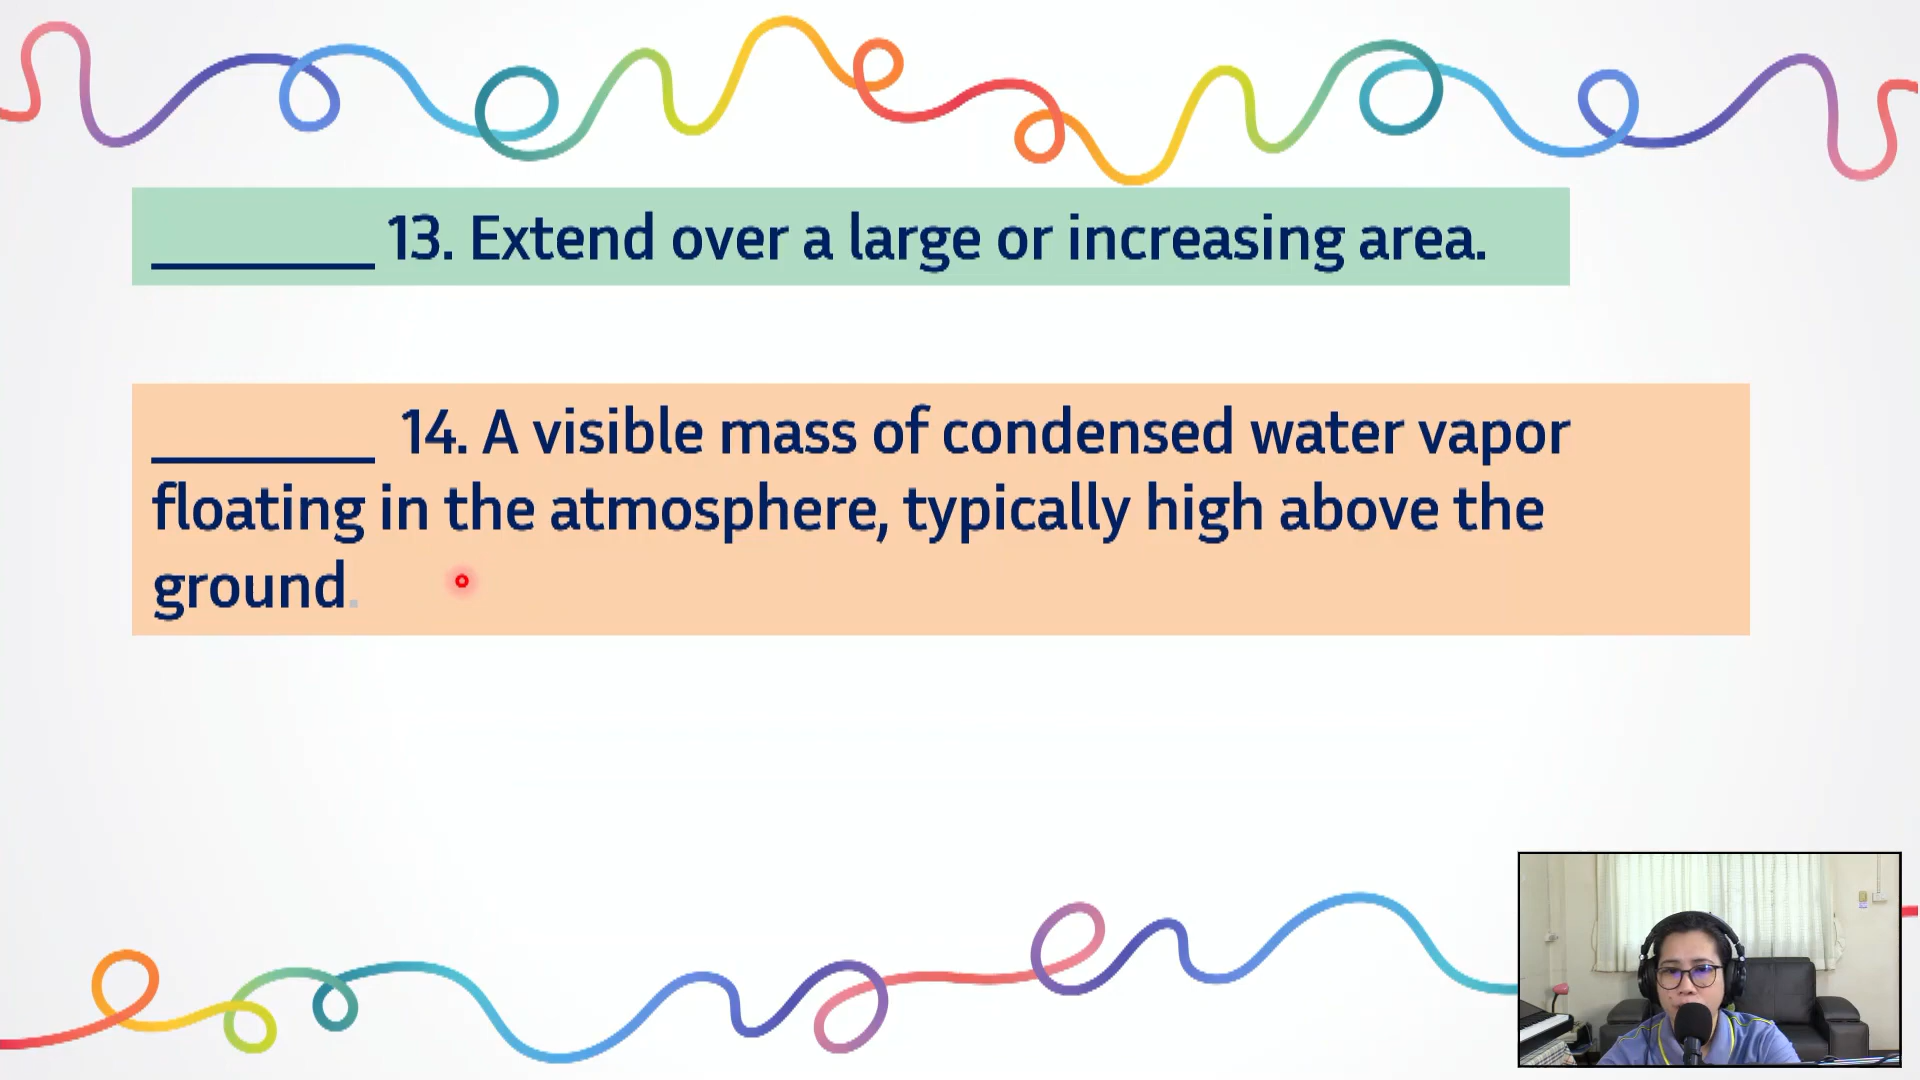 ________ 13. Extend over a large or increasing area.
________ 14. A visible mass of condensed water vapor
floating in the atmosphere, typically high above the
ground.